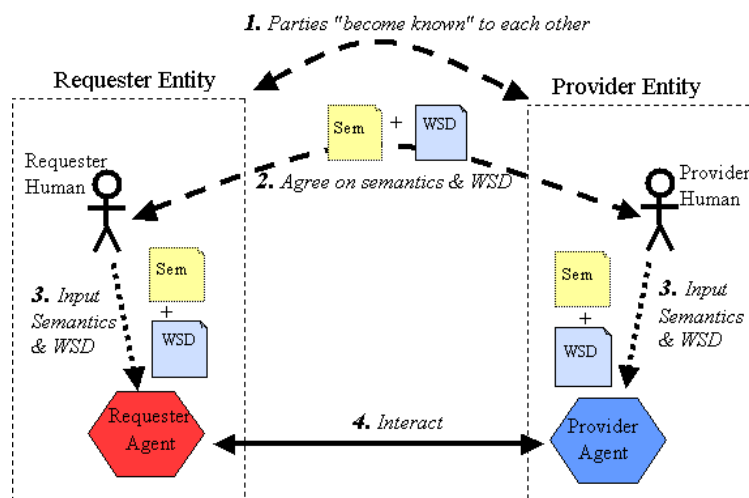 1. Parties "become known" to each other
Requester Entity
Provider Entity
Sem
+
WSD
Requester
Human
2. Agree on semantics & WSD
Provider
Human
Sem
+
WSD
3. Input
Semantics
& WSD
Sem
+
WSD
3. Input
Semantics
& WSD
Requester
Agent
4. Interact
Provider
Agent